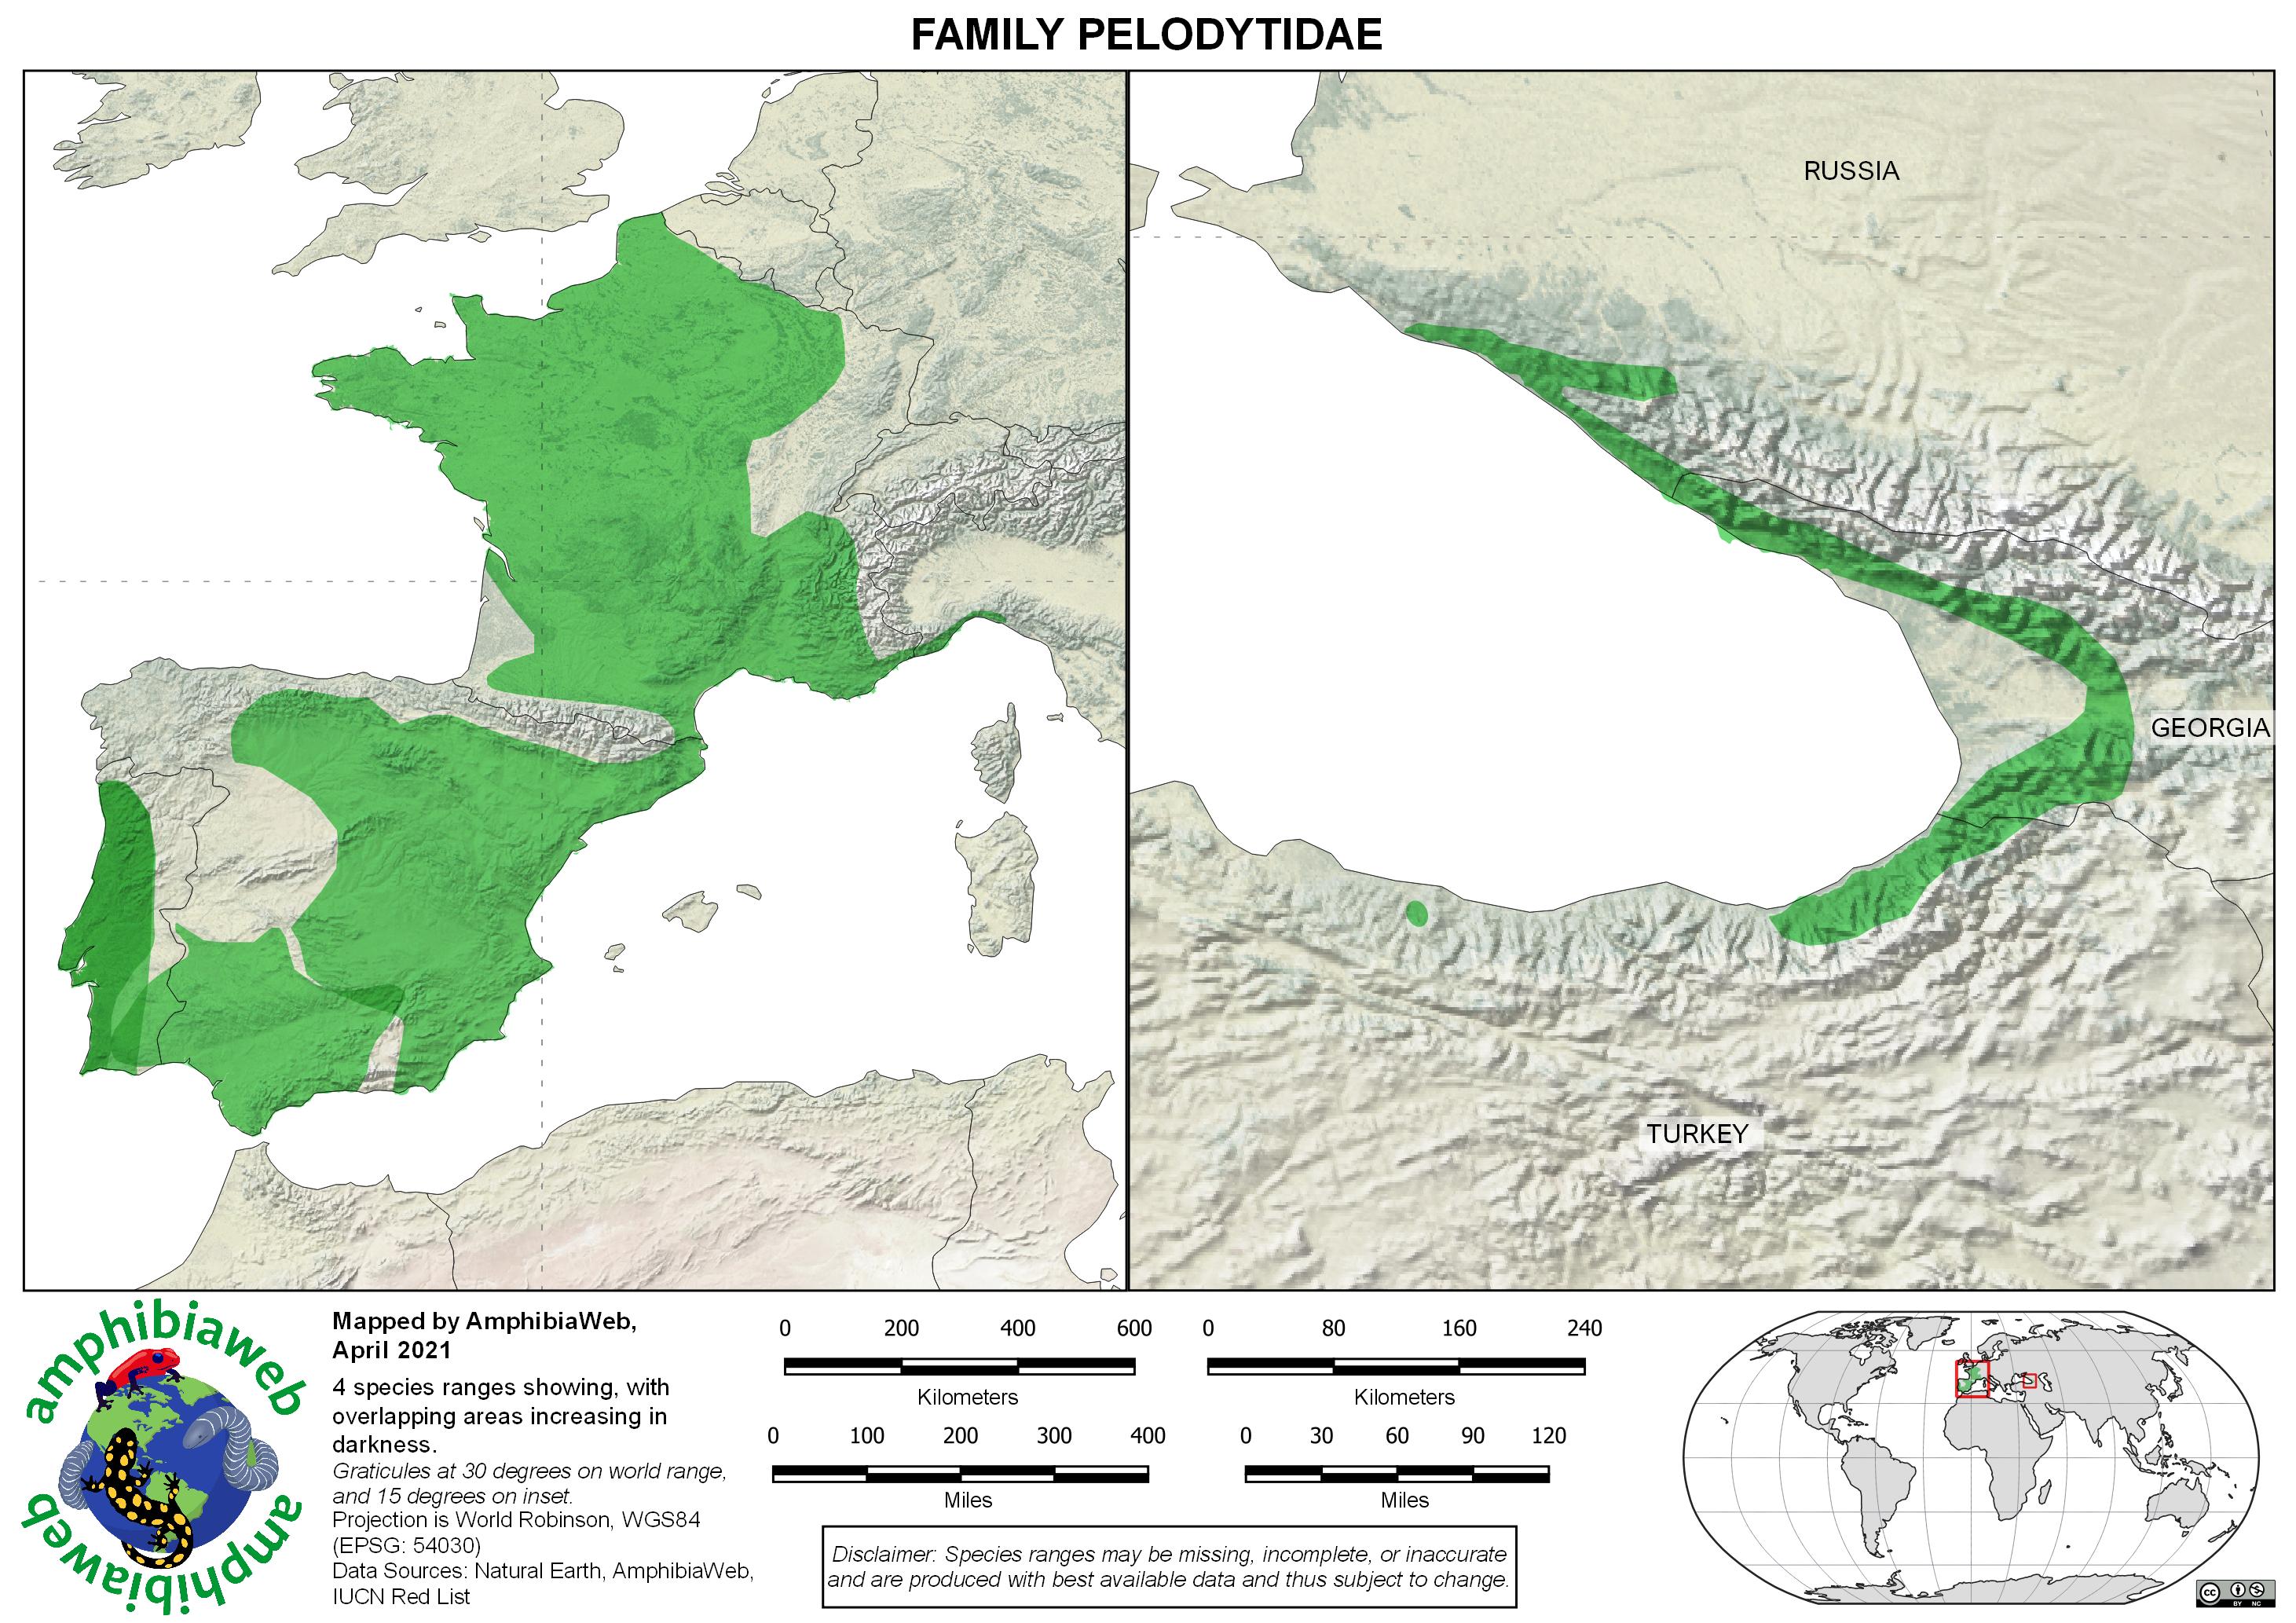 FAMILY PELODYTIDAE
RUSSIA
GEORGIA
TURKEY
amphibiaweb
amphibiaweb
Mapped by AmphibiaWeb,
April 2021
4 species ranges showing, with
overlapping areas increasing in
darkness.
Graticules at 30 degrees on world range,
and 15 degrees on inset.
Projection is World Robinson, WGS84
(EPSG: 54030)
Data Sources: Natural Earth, AmphibiaWeb,
IUCN Red List
0 200 400 600
Kilometers
0 100 200 300 400
Miles
0 80 160 240
Kilometers
0 30 60 90 120
Miles
Disclaimer: Species ranges may be missing, incomplete, or inaccurate
and are produced with best available data and thus subject to change.
cc
BY NC